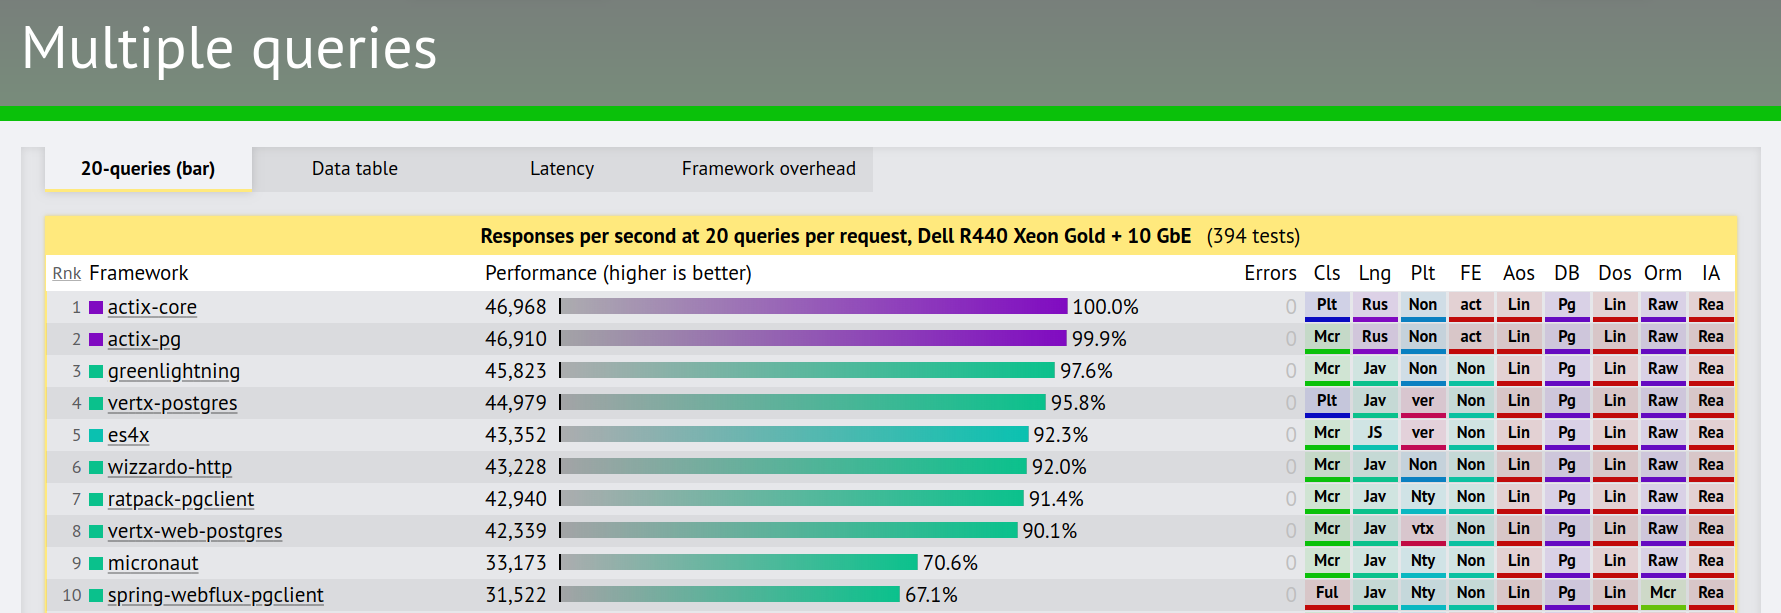 Multiple queries
20-queries (bar) Data table Latency Framework overhead
Responses per second at 20 queries per request, Dell R440 Xeon Gold + 10 GbE (394 tests)
Rnk Framework Performance (higher is better) Errors Cls Lng Plt FE Aos DB Dos Orm IA
1 actix-core 46,968 100.0% 0 Plt Rus Non act Lin Pg Lin Raw Rea
2 actix-pg 46,910 99.9% 0 Mcr Rus Non act Lin Pg Lin Raw Rea
3 greenlightning 45,823 97.6% 0 Mcr Jav Non Non Lin Pg Lin Raw Rea
4 vertx-postgres 44,979 95.8% 0 Plt Jav ver Non Lin Pg Lin Raw Rea
5 es4x 43,352 92.3% 0 Mcr JS ver Non Lin Pg Lin Raw Rea
6 wizzardo-http 43,228 92.0% 0 Mcr Jav Non Non Lin Pg Lin Raw Rea
7 ratpack-pgclient 42,940 91.4% 0 Mcr Jav Nty Non Lin Pg Lin Raw Rea
8 vertx-web-postgres 42,339 90.1% 0 Mcr Jav vtx Non Lin Pg Lin Raw Rea
9 micronaut 33,173 70.6% 0 Mcr Jav Nty Non Lin Pg Lin Raw Rea
10 spring-webflux-pgclient 31,522 67.1% 0 Ful Jav Nty Non Lin Pg Lin Mcr Rea